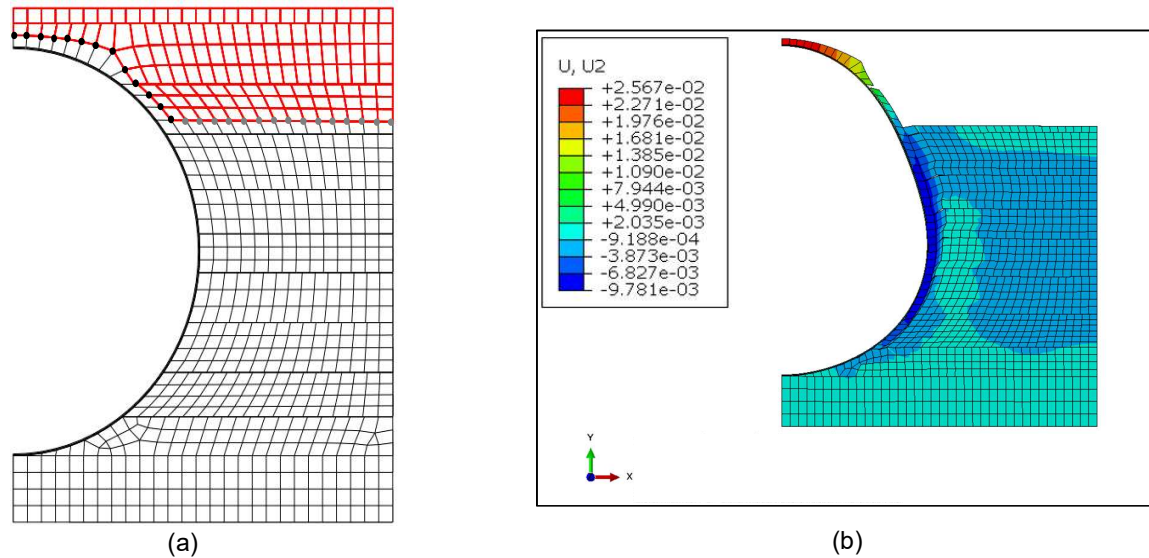 U, U2
+2.567e-02
+2.271e-02
+1.976e-02
+1.681e-02
+1.385e-02
+1.090e-02
+7.944e-03
+4.990e-03
+2.035e-03
-9.188e-04
-3.873e-03
-6.827e-03
-9.781e-03
Y
X
(a)
(b)